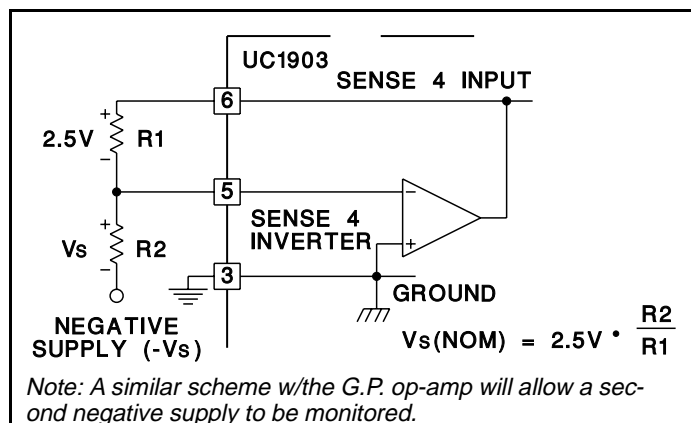 UC1903
SENSE 4 INPUT
6
+
2.5V R1
−
5
−
+
SENSE 4
INVERTER
Vs R2
−
+
3
GROUND
NEGATIVE
SUPPLY (-Vs)
Vs(NOM) = 2.5V • R2
R1
Note: A similar scheme w/the G.P. op-amp will allow a sec-
ond negative supply to be monitored.